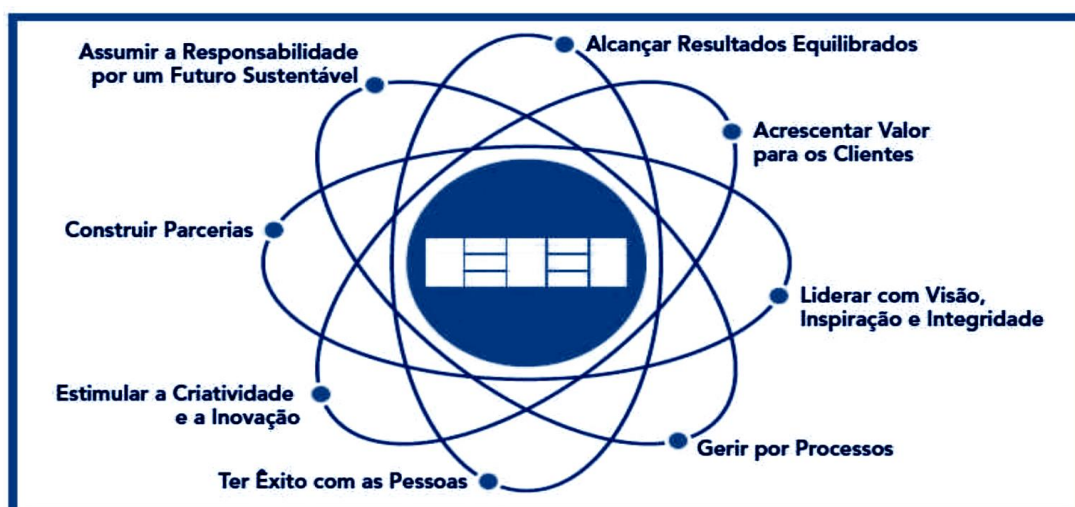 Alcançar Resultados Equilibrados
Acrescentar Valor
para os Clientes
Liderar com Visão,
Inspiração e Integridade
Gerir por Processos
Ter Êxito com as Pessoas
Estimular a Criatividade
e a Inovação
Construir Parcerias
Assumir a Responsabilidade
por um Futuro Sustentável